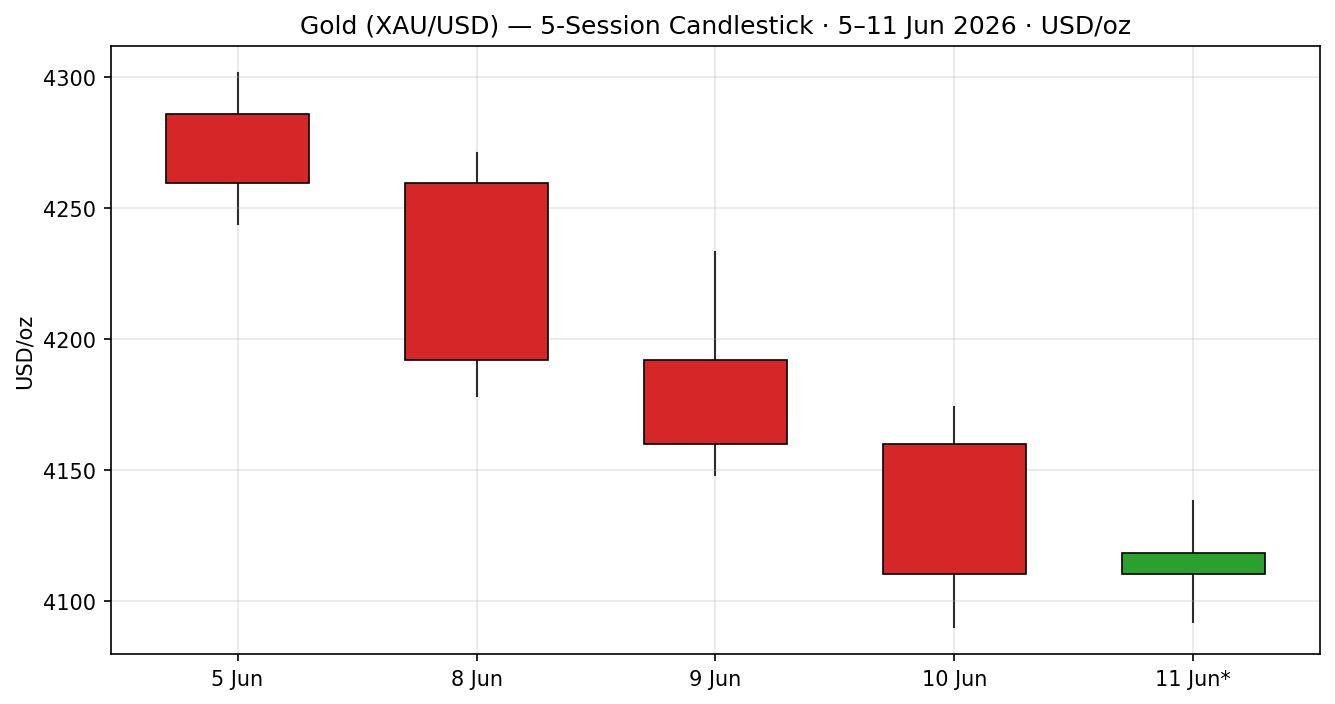 Gold (XAU/USD) — 5-Session Candlestick · 5–11 Jun 2026 · USD/oz
USD/oz
4300
4250
4200
4150
4100
5 Jun 8 Jun 9 Jun 10 Jun 11 Jun*